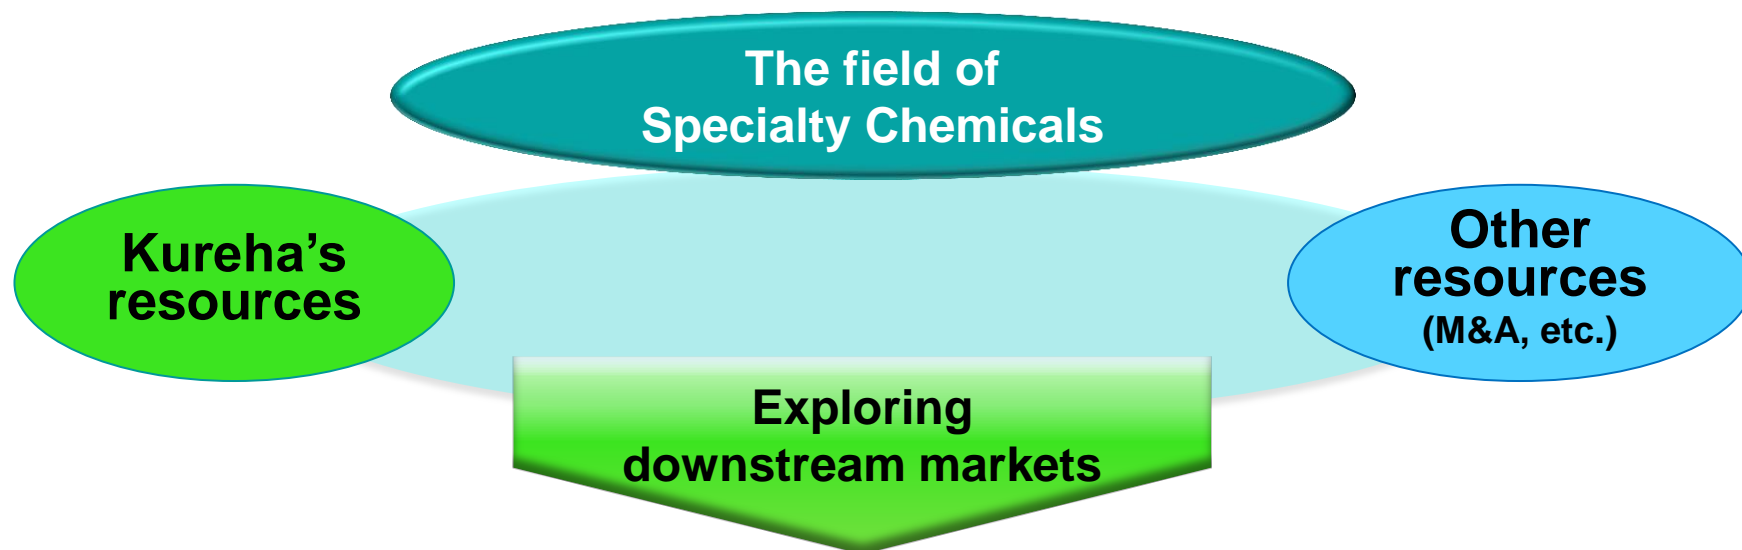 The field of
Specialty Chemicals
Kureha’s
resources
Other
resources
(M&A, etc.)
Exploring
downstream markets